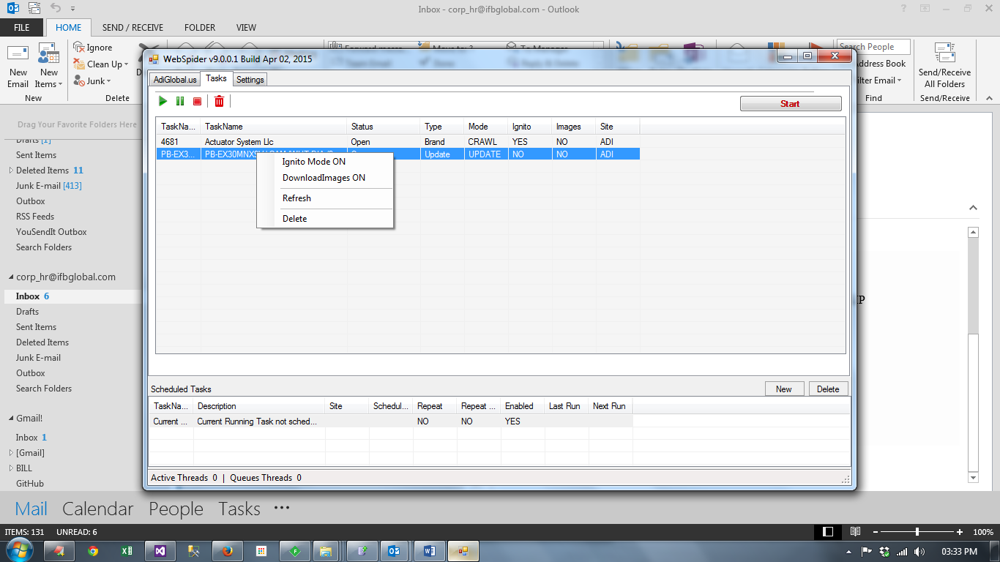 Inbox - corp_hr@ifbglobal.com - Outlook
FILE
HOME
SEND / RECEIVE
FOLDER
VIEW
New Email
New Items
New
Ignore
Clean Up
Junk
Delete
Search People
Address Book
Filter Email
Find
Send/Receive All Folders
Send/Receive
Drag Your Favorite Folders Here
Drafts [1]
Sent Items
Deleted Items 11
Junk E-mail [413]
Outbox
RSS Feeds
YouSendIt Outbox
Search Folders
corp_hr@ifbglobal.com
Inbox 6
Drafts
Sent Items
Deleted Items
Junk E-mail
Outbox
Search Folders
Gmail!
Inbox 1
[Gmail]
BILL
GitHub
WebSpider v9.0.0.1 Build Apr 02, 2015
AdiGlobal.us
Tasks
Settings
Start
TaskNa... TaskName Status Type Mode Ignito Images Site
4681 Actuator System Llc Open Brand CRAWL YES NO ADI
PB-EX3... Update UPDATE NO NO ADI
Ignito Mode ON
DownloadImages ON
Refresh
Delete
Scheduled Tasks
New
Delete
TaskNa... Description Site Schedul... Repeat Repeat ... Enabled Last Run Next Run
Current ... Current Running Task not sched... NO NO YES
Active Threads 0 | Queues Threads 0
Mail Calendar People Tasks ···
ITEMS: 131 UNREAD: 6
100%
03:33 PM